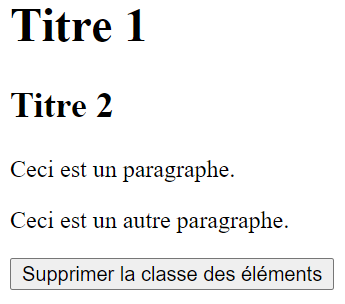 Titre 1
Titre 2
Ceci est un paragraphe.
Ceci est un autre paragraphe.
Supprimer la classe des éléments